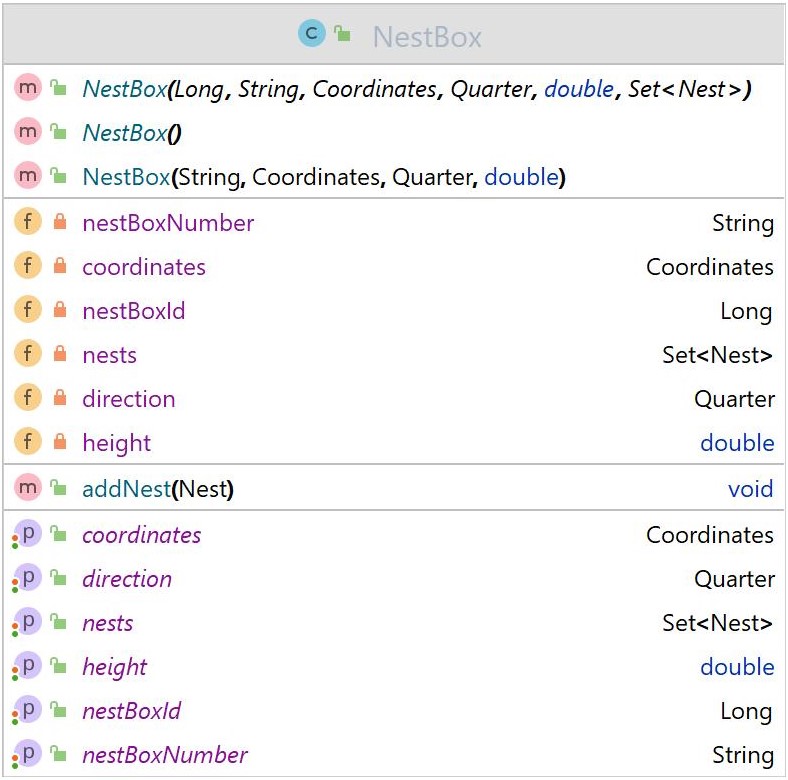 C NestBox
m NestBox(Long, String, Coordinates, Quarter, double, Set<Nest>)
m NestBox()
m NestBox(String, Coordinates, Quarter, double)
f nestBoxNumber String
f coordinates Coordinates
f nestBoxId Long
f nests Set<Nest>
f direction Quarter
f height double
m addNest(Nest) void
p coordinates Coordinates
p direction Quarter
p nests Set<Nest>
p height double
p nestBoxId Long
p nestBoxNumber String